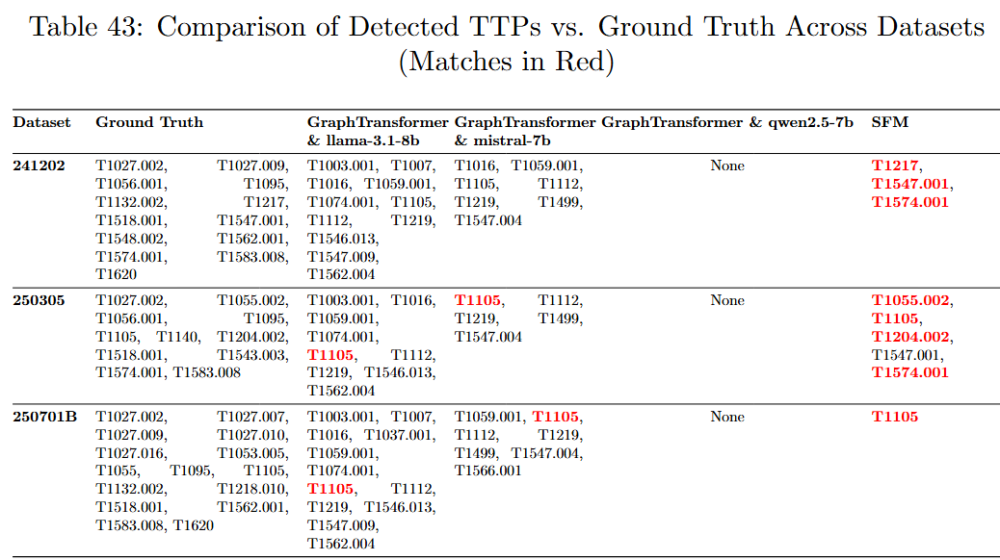 Table 43: Comparison of Detected TTPs vs. Ground Truth Across Datasets
(Matches in Red)
Dataset Ground Truth GraphTransformer & llama-3.1-8b GraphTransformer & mistral-7b GraphTransformer & qwen2.5-7b SFM
241202
T1027.002, T1027.009,
T1056.001, T1095,
T1132.002, T1217,
T1518.001, T1547.001,
T1548.002, T1562.001,
T1574.001, T1583.008,
T1620
T1003.001, T1007,
T1016, T1059.001,
T1074.001, T1105,
T1112, T1219,
T1546.013,
T1547.009,
T1562.004
T1016, T1059.001,
T1105, T1112,
T1219, T1499,
T1547.004
None
T1217,
T1547.001,
T1574.001
250305
T1027.002, T1055.002,
T1056.001, T1095,
T1105, T1140, T1204.002,
T1518.001, T1543.003,
T1574.001, T1583.008
T1003.001, T1016,
T1059.001,
T1074.001,
T1105, T1112,
T1219, T1546.013,
T1562.004
T1105, T1112,
T1219, T1499,
T1547.004
None
T1055.002,
T1105,
T1204.002,
T1547.001,
T1574.001
250701B
T1027.002, T1027.007,
T1027.009, T1027.010,
T1027.016, T1053.005,
T1055, T1095, T1105,
T1132.002, T1218.010,
T1518.001, T1562.001,
T1583.008, T1620
T1003.001, T1007,
T1016, T1037.001,
T1059.001,
T1074.001,
T1105, T1112,
T1219, T1546.013,
T1547.009,
T1562.004
T1059.001, T1105,
T1112, T1219,
T1499, T1547.004,
T1566.001
None
T1105